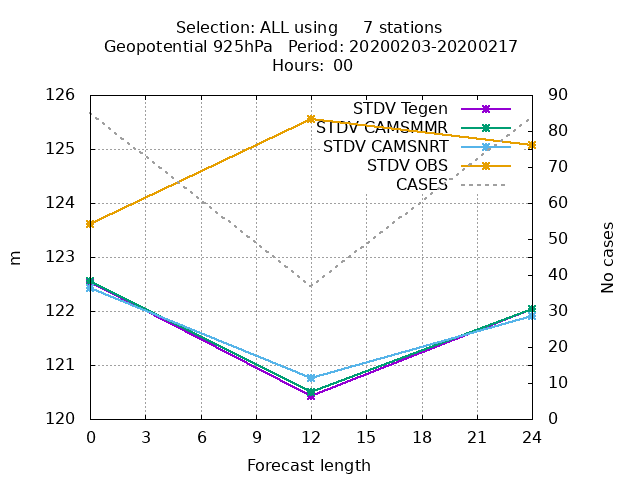 Selection: ALL using     7 stations
Geopotential 925hPa   Period: 20200203-20200217
Hours:  00
126
125
124
123
122
121
120
90
80
70
60
50
40
30
20
10
0
STDV Tegen
STDV CAMSMMR
STDV CAMSNRT
STDV OBS
CASES
m
No cases
0 3 6 9 12 15 18 21 24
Forecast length